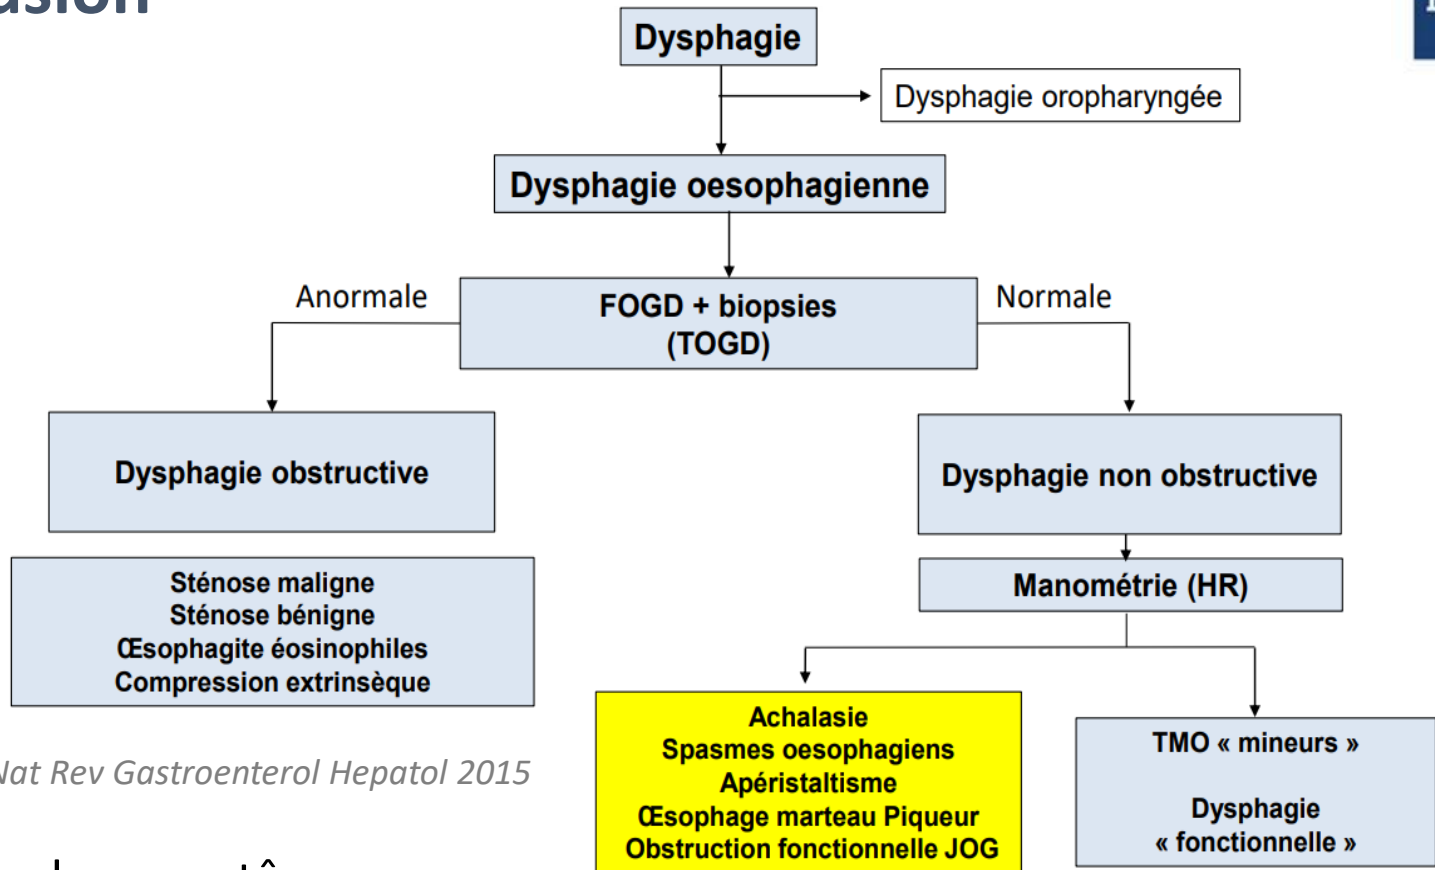 Dysphagie
Dysphagie oropharyngée
Dysphagie oesophagienne
Anormale
FOGD + biopsies
(TOGD)
Normale
Dysphagie obstructive
Dysphagie non obstructive
Sténose maligne
Sténose bénigne
Œsophagite éosinophiles
Compression extrinsèque
Manométrie (HR)
Achalasie
Spasmes oesophagiens
Apéristaltisme
Œsophage marteau Piqueur
Obstruction fonctionnelle JOG
TMO « mineurs »
Dysphagie
« fonctionnelle »
Nat Rev Gastroenterol Hepatol 2015